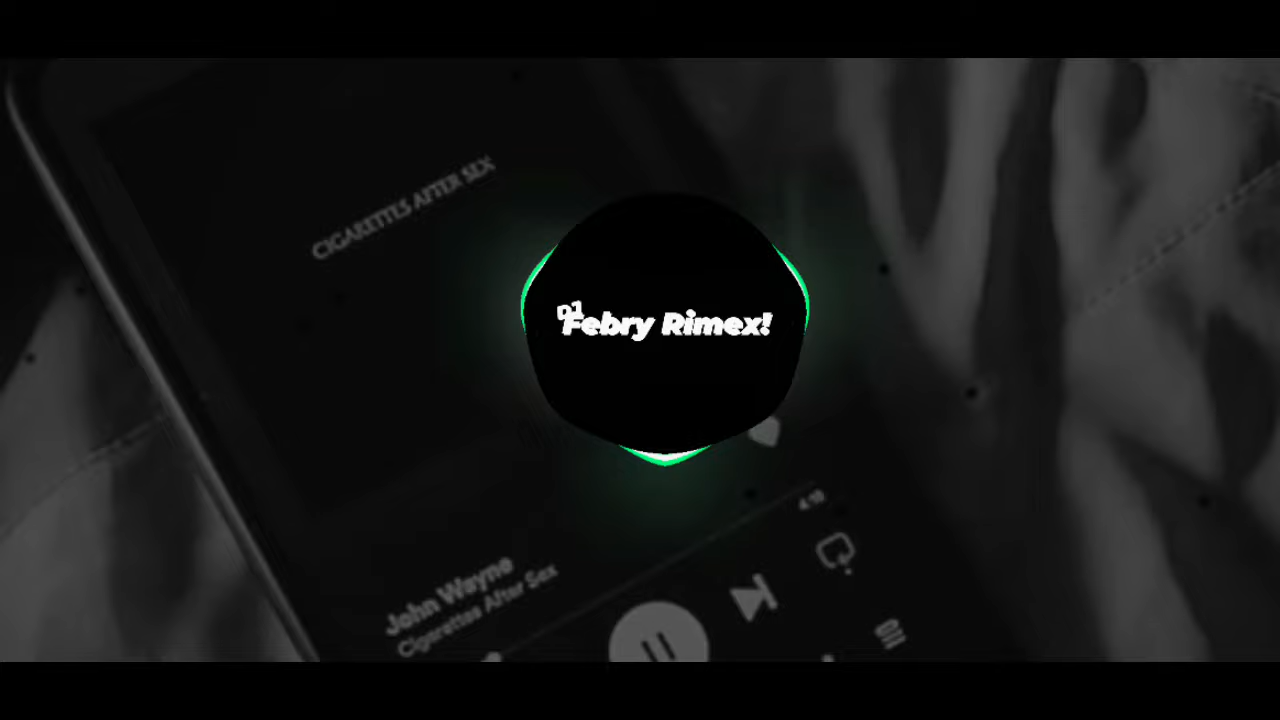 CIGARETTES AFTER SEX
DJ
Febry Rimex!
4:10
John Wayne
Cigarettes After Sex